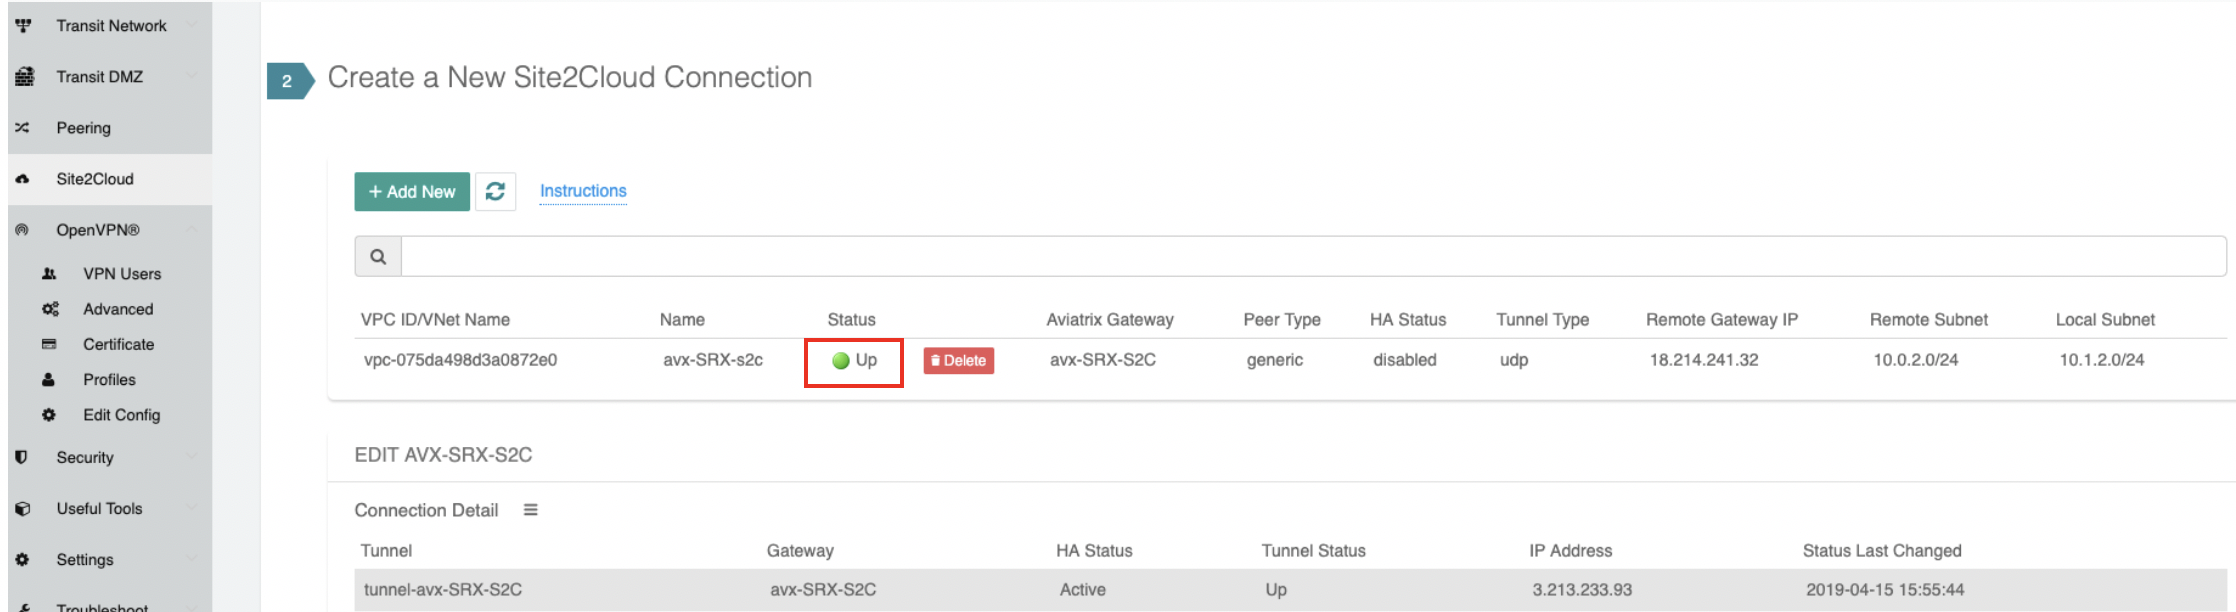 Transit Network
Transit DMZ
Peering
Site2Cloud
OpenVPN®
VPN Users
Advanced
Certificate
Profiles
Edit Config
Security
Useful Tools
Settings
Troubleshoot
2 Create a New Site2Cloud Connection
+ Add New Instructions
VPC ID/VNet Name Name Status Aviatrix Gateway Peer Type HA Status Tunnel Type Remote Gateway IP Remote Subnet Local Subnet
vpc-075da498d3a0872e0 avx-SRX-s2c Up Delete avx-SRX-S2C generic disabled udp 18.214.241.32 10.0.2.0/24 10.1.2.0/24
EDIT AVX-SRX-S2C
Connection Detail
Tunnel Gateway HA Status Tunnel Status IP Address Status Last Changed
tunnel-avx-SRX-S2C avx-SRX-S2C Active Up 3.213.233.93 2019-04-15 15:55:44